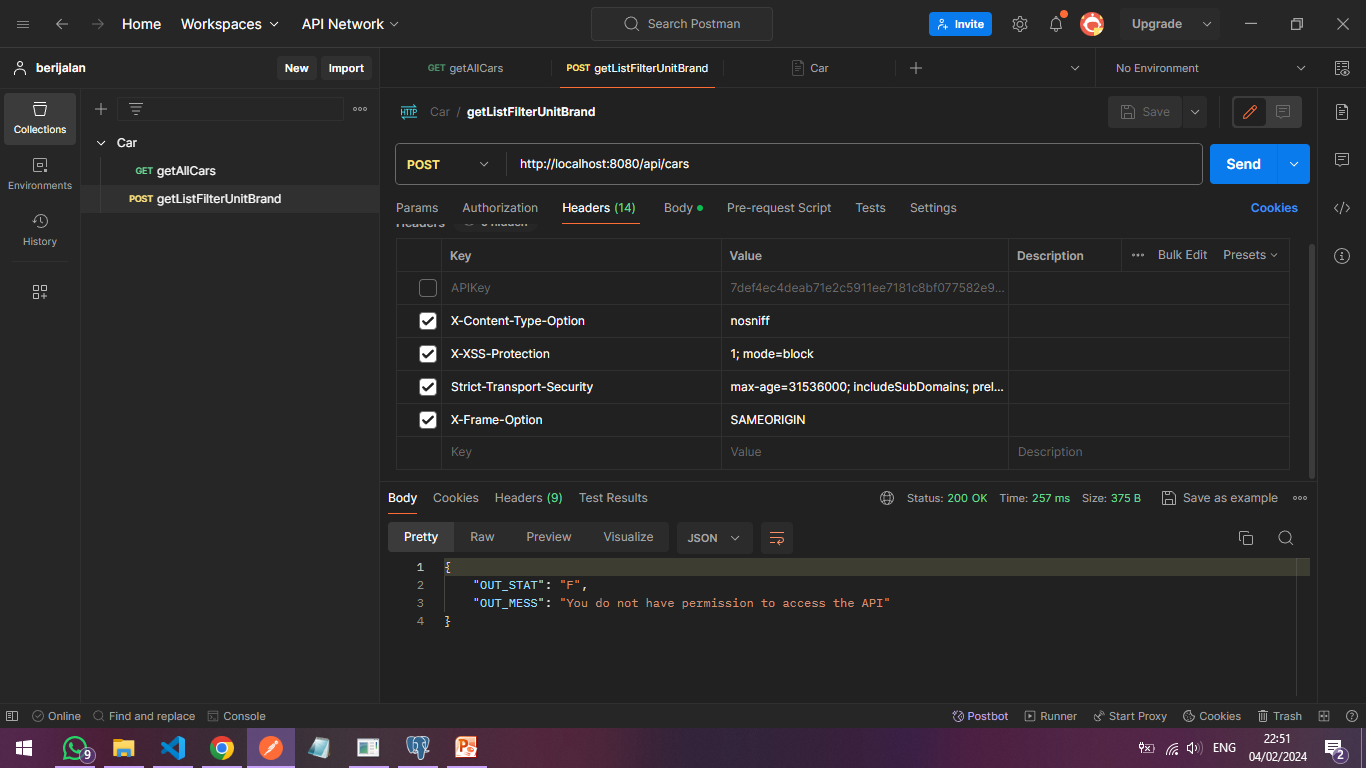 Home Workspaces API Network Search Postman Invite Upgrade
berijalan New Import
GET getAllCars POST getListFilterUnitBrand Car No Environment
Collections
Environments
History
Car
GET getAllCars
POST getListFilterUnitBrand
HTTP Car / getListFilterUnitBrand Save
POST http://localhost:8080/api/cars Send
Params Authorization Headers (14) Body Pre-request Script Tests Settings Cookies
Headers hidden
Key Value Description Bulk Edit Presets
APIKey 7def4ec4deab71e2c5911ee7181c8bf077582e9...
X-Content-Type-Option nosniff
X-XSS-Protection 1; mode=block
Strict-Transport-Security max-age=31536000; includeSubDomains; prel...
X-Frame-Option SAMEORIGIN
Key Value Description
Body Cookies Headers (9) Test Results Status: 200 OK Time: 257 ms Size: 375 B Save as example
Pretty Raw Preview Visualize JSON
1 {
2 "OUT_STAT": "F",
3 "OUT_MESS": "You do not have permission to access the API"
4 }
Online Find and replace Console Postbot Runner Start Proxy Cookies Trash
9 ENG 22:51
04/02/2024 2